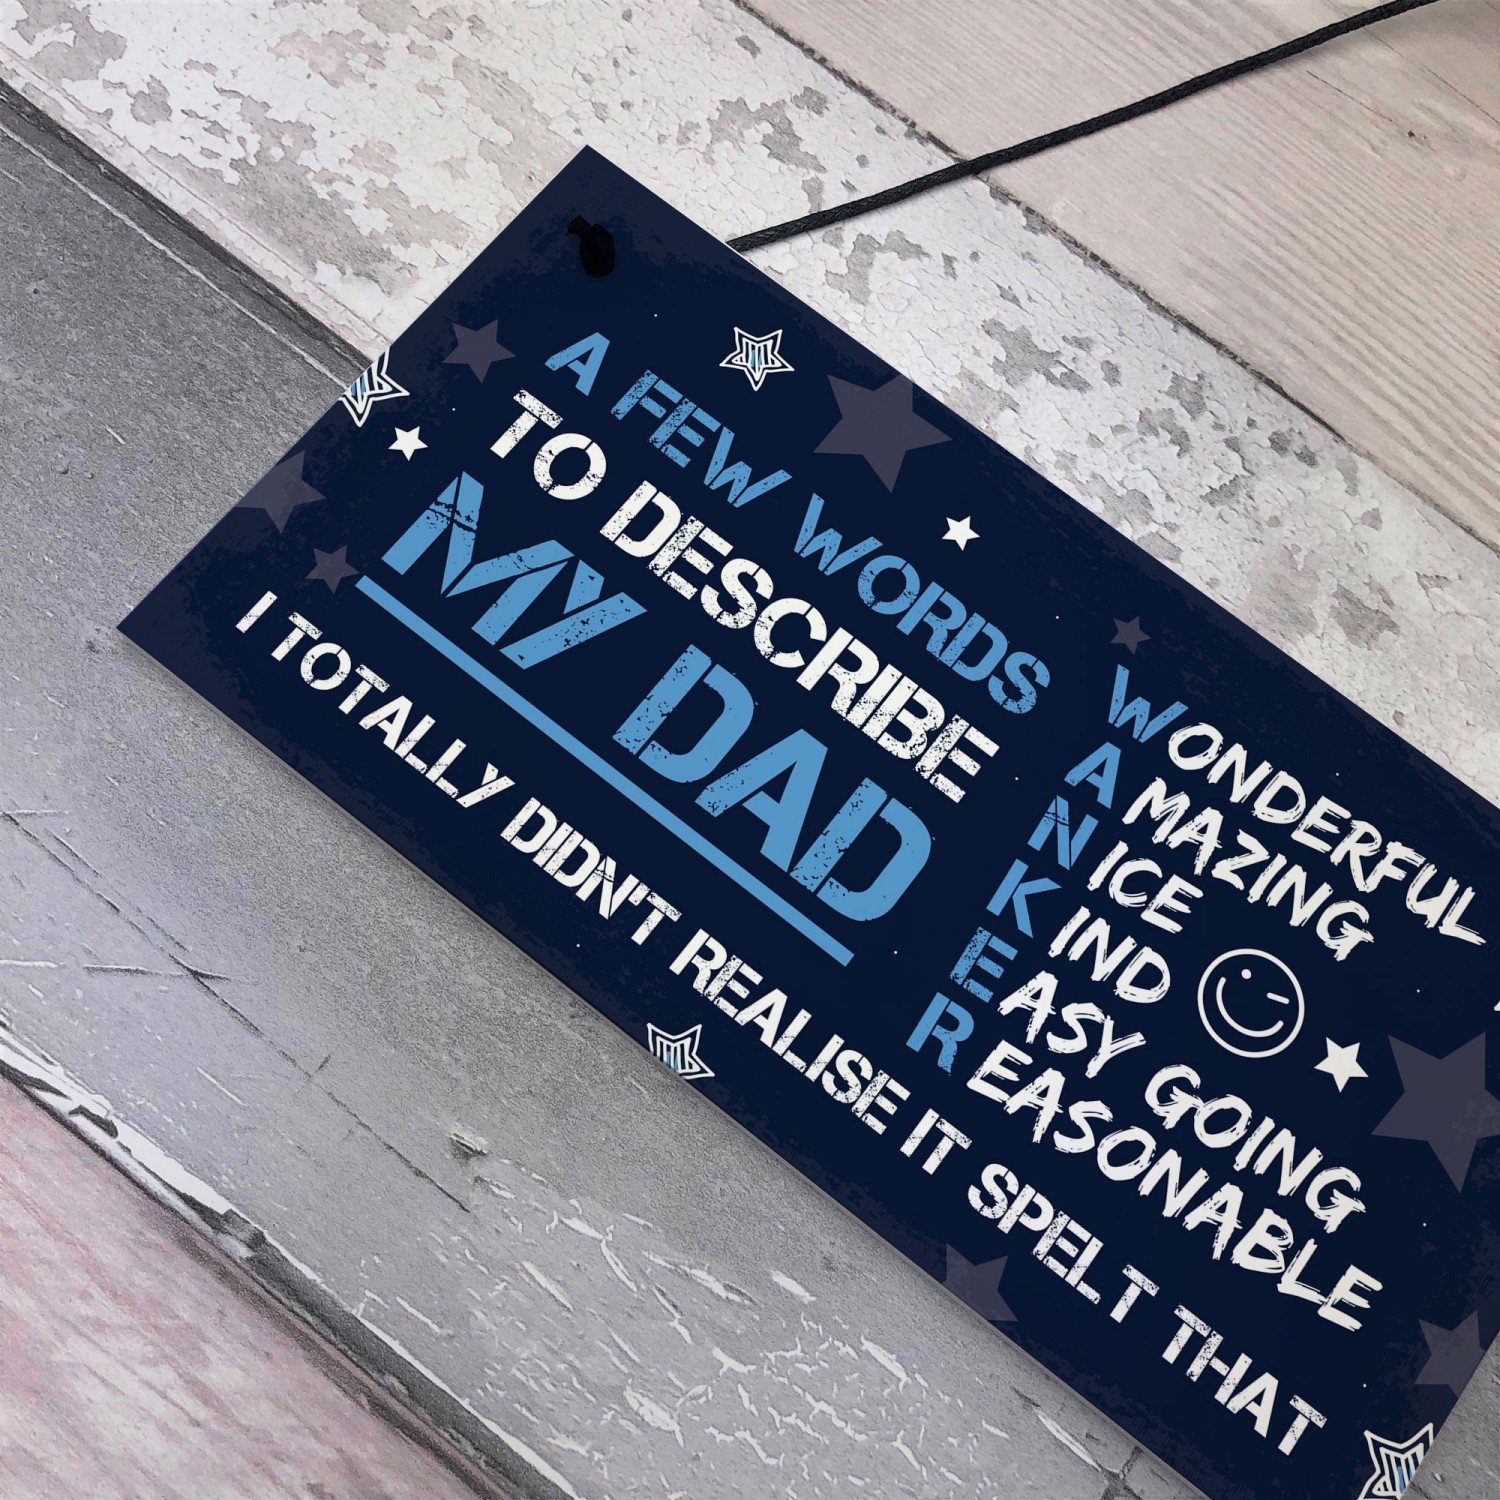 A FEW WORDS
TO DESCRIBE
MY DAD
WONDERFUL
AMAZING
NICE
KIND
EASY GOING
REASONABLE
I TOTALLY DIDN'T REALISE IT SPELT THAT